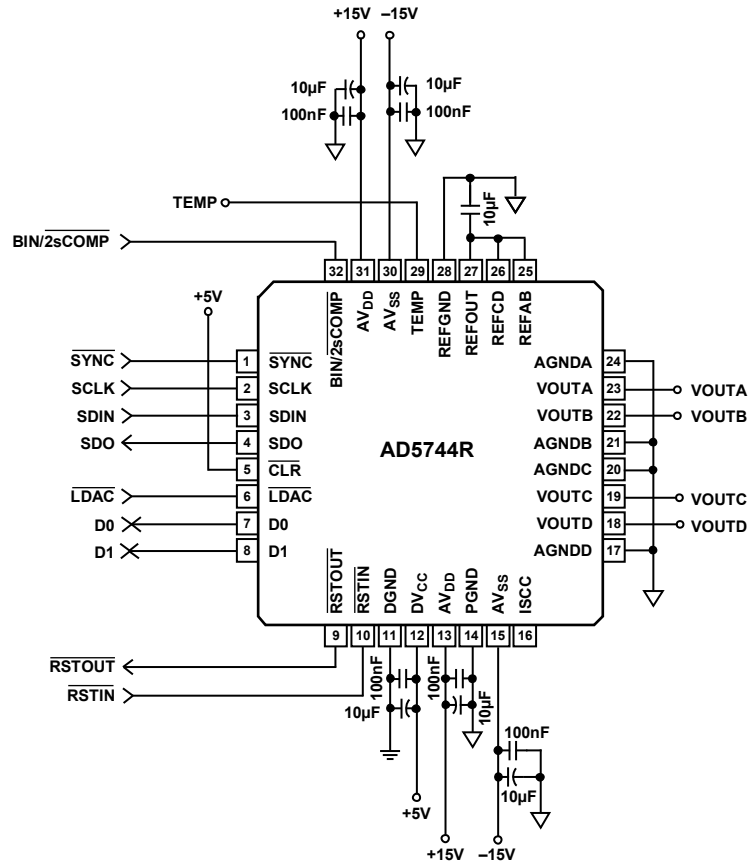 +15V –15V
10µF 10µF
100nF 100nF
TEMP
10µF
BIN/2sCOMP
+5V
32 31 30 29 28 27 26 25
BIN/2sCOMP
AVDD
AVSS
TEMP
REFGND
REFOUT
REFCD
REFAB
SYNC 1 SYNC
SCLK 2 SCLK
SDIN 3 SDIN
SDO 4 SDO
5 CLR
LDAC 6 LDAC
D0 7 D0
D1 8 D1
AD5744R
AGNDA 24
VOUTA 23 VOUTA
VOUTB 22 VOUTB
AGNDB 21
AGNDC 20
VOUTC 19 VOUTC
VOUTD 18 VOUTD
AGNDD 17
RSTOUT
RSTIN
DGND
DVCC
AVDD
PGND
AVSS
ISCC
9 10 11 12 13 14 15 16
RSTOUT
RSTIN
100nF
10µF
100nF
10µF
100nF
10µF
+5V
+15V –15V